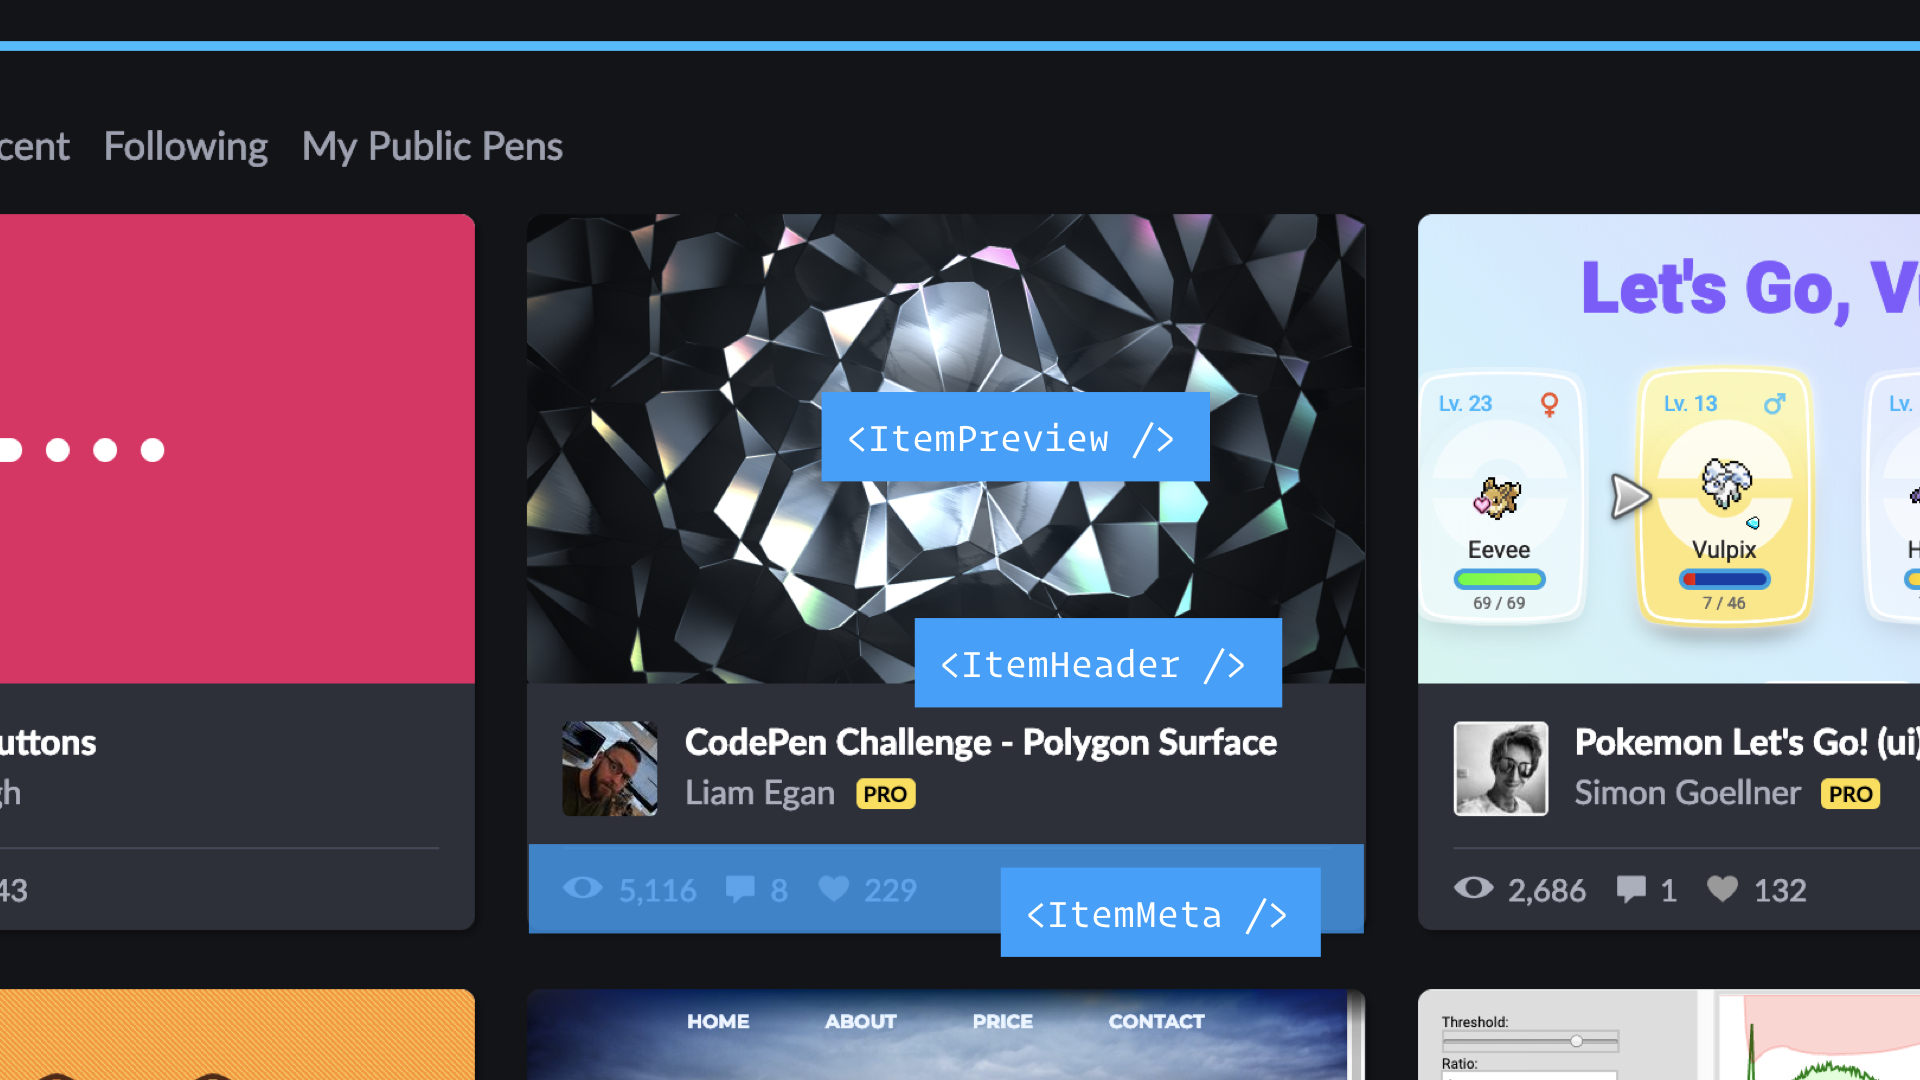 cent Following My Public Pens
Let's Go, V
<ItemPreview />
Lv. 23
Lv. 13
Lv.
Eevee
Vulpix
H
69 / 69
7 / 46
<ItemHeader />
uttons
gh
43
CodePen Challenge - Polygon Surface
Liam Egan PRO
5,116 8 229
<ItemMeta />
Pokemon Let's Go! (ui)
Simon Goellner PRO
2,686 1 132
HOME ABOUT PRICE CONTACT
Threshold:
Ratio: